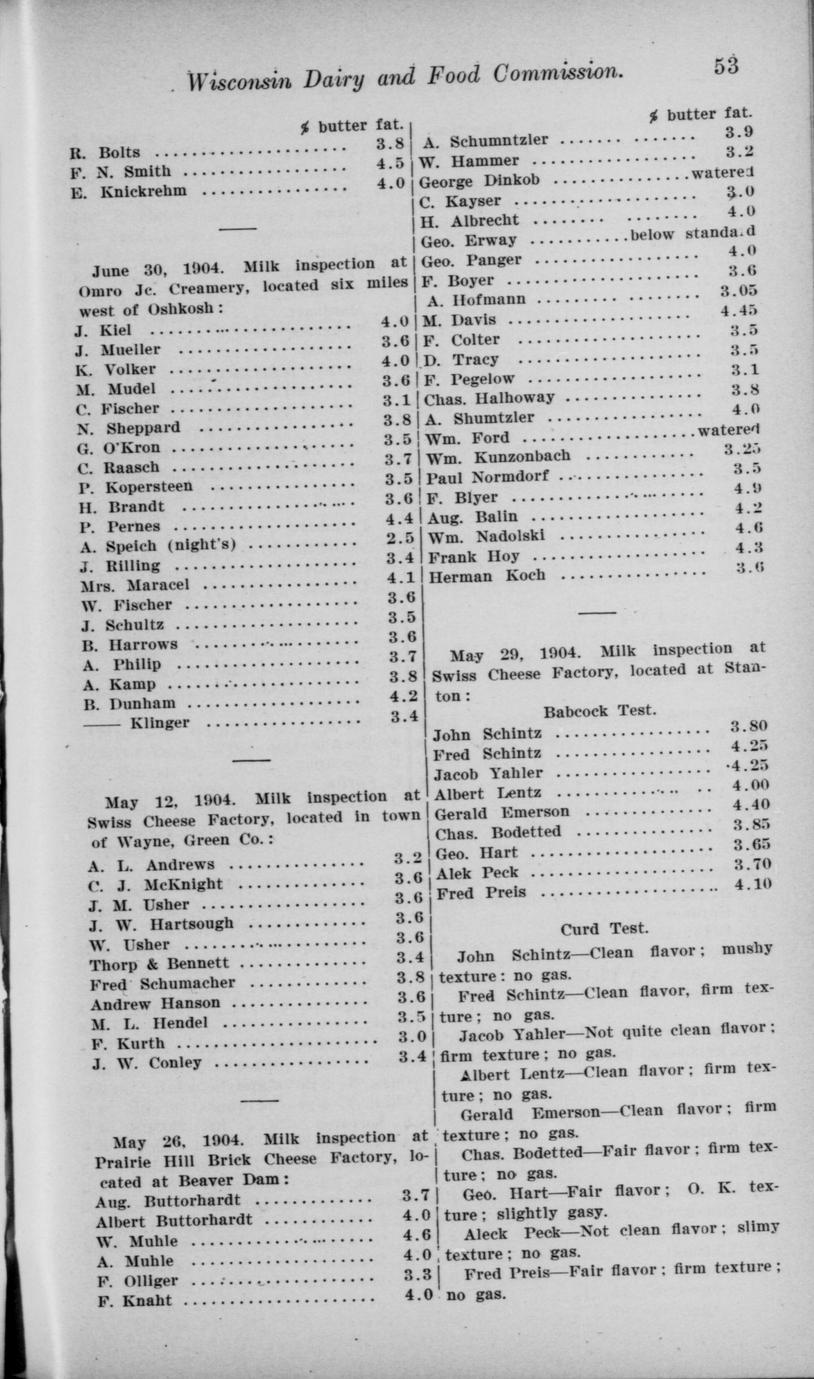 Wisconsin Dairy and Food Commission. 53
% butter fat.
R. Bolts ..................... 3.8
F. N. Smith .................. 4.5
E. Knickrehm ................ 4.0
June 30, 1904. Milk inspection at
Omro Jc. Creamery, located six miles
west of Oshkosh:
J. Kiel ...................... 4.0
J. Mueller ................... 3.6
K. Volker .................... 4.0
M. Mudel .................... 3.6
C. Fischer .................... 3.1
N. Sheppard ................. 3.8
G. O'Kron .................... 3.5
C. Raasch .................... 3.7
P. Kopersteen ................ 3.5
H. Brandt ................... 3.6
P. Pernes .................... 4.4
A. Speich (night's) ............ 2.5
J. Rilling .................... 3.4
Mrs. Maracel ................. 4.1
W. Fischer ................... 3.6
J. Schultz .................... 3.5
B. Harrows .................. 3.6
A. Philip .................... 3.7
A. Kamp ..................... 3.8
B. Dunham ................... 4.2
—— Klinger ................. 3.4
May 12, 1904. Milk inspection at
Swiss Cheese Factory, located in town
of Wayne, Green Co.:
A. L. Andrews ............... 3.2
C. J. McKnight .............. 3.6
J. M. Usher .................. 3.6
J. W. Hartsough ............. 3.6
W. Usher .................... 3.6
Thorp & Bennett .............. 3.4
Fred Schumacher ............. 3.8
Andrew Hanson ............... 3.6
M. L. Hendel ................ 3.5
F. Kurth ...................... 3.0
J. W. Conley ................. 3.4
May 26, 1904. Milk inspection at
Prairie Hill Brick Cheese Factory, lo-
cated at Beaver Dam:
Aug. Buttorhardt ............. 3.7
Albert Buttorhardt ............ 4.0
W. Muhle .................... 4.6
A. Muhle .................... 4.0
F. Olliger .................... 3.3
F. Knaht ..................... 4.0
% butter fat.
A. Schumntzler .............. 3.9
W. Hammer .................. 3.2
George Dinkob ...............watered
C. Kayser .................... 3.0
H. Albrecht ................ 4.0
Geo. Erway ...........below standard
Geo. Panger .................. 4.0
F. Boyer ..................... 3.6
A. Hofmann .................. 3.05
M. Davis .................... 4.45
F. Colter .................... 3.5
D. Tracy .................... 3.5
F. Pegelow ................... 3.1
Chas. Halhoway ............... 3.8
A. Shumtzler ................. 4.0
Wm. Ford ...................watered
Wm. Kunzonbach ............ 3.25
Paul Normdorf ................ 3.5
F. Blyer ..................... 4.9
Aug. Balin ................... 4.2
Wm. Nadolski ................ 4.6
Frank Hoy ................... 4.3
Herman Koch ................ 3.6
May 29, 1904. Milk inspection at
Swiss Cheese Factory, located at Stan-
ton:
Babcock Test.
John Schintz ................. 3.80
Fred Schintz ................. 4.25
Jacob Yahler ................. 4.25
Albert Lentz ................. 4.00
Gerald Emerson .............. 4.40
Chas. Bodetted ............... 3.85
Geo. Hart .................... 3.65
Alek Peck .................... 3.70
Fred Preis .................... 4.10
Curd Test.
John Schintz—Clean flavor; mushy
texture: no gas.
Fred Schintz—Clean flavor, firm tex-
ture; no gas.
Jacob Yahler—Not quite clean flavor;
firm texture; no gas.
Albert Lentz—Clean flavor; firm tex-
ture; no gas.
Gerald Emerson—Clean flavor; firm
texture; no gas.
Chas. Bodetted—Fair flavor; firm tex-
ture; no gas.
Geo. Hart—Fair flavor; O. K. tex-
ture; slightly gasy.
Aleck Peck—Not clean flavor; slimy
texture; no gas.
Fred Preis—Fair flavor; firm texture;
no gas.